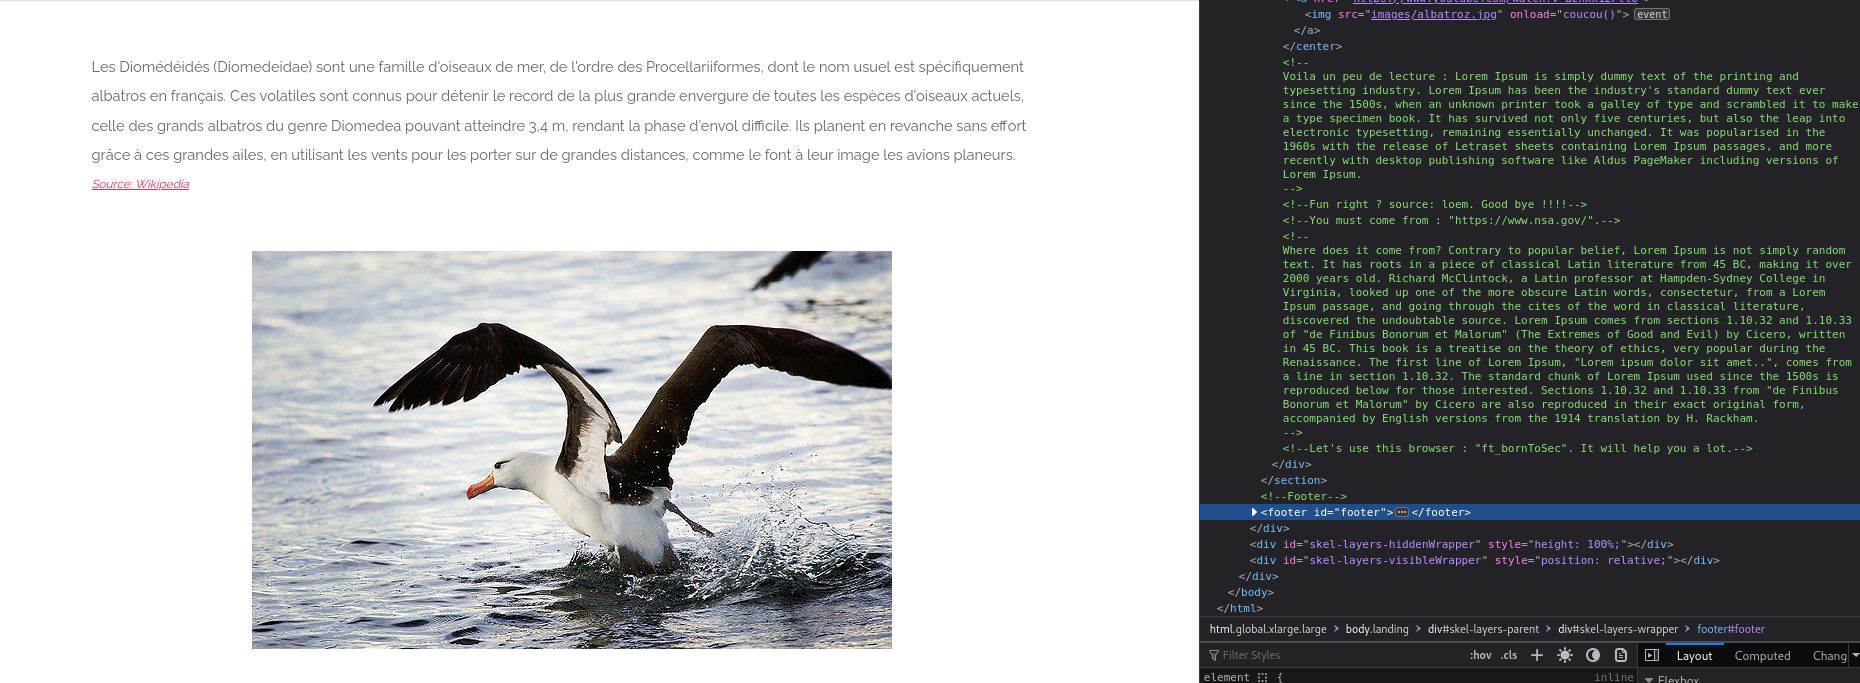 Les Diomédéidés (Diomedeidae) sont une famille d'oiseaux de mer, de l'ordre des Procellariiformes, dont le nom usuel est spécifiquement
albatros en français. Ces volatiles sont connus pour détenir le record de la plus grande envergure de toutes les espèces d'oiseaux actuels,
celle des grands albatros du genre Diomedea pouvant atteindre 3,4 m, rendant la phase d'envol difficile. Ils planent en revanche sans effort
grâce à ces grandes ailes, en utilisant les vents pour les porter sur de grandes distances, comme le font à leur image les avions planeurs.
Source: Wikipedia
<img src="images/albatroz.jpg" onload="coucou()"> event
</a>
</center>
<!--
Voila un peu de lecture : Lorem Ipsum is simply dummy text of the printing and
typesetting industry. Lorem Ipsum has been the industry's standard dummy text ever
since the 1500s, when an unknown printer took a galley of type and scrambled it to make
a type specimen book. It has survived not only five centuries, but also the leap into
electronic typesetting, remaining essentially unchanged. It was popularised in the
1960s with the release of Letraset sheets containing Lorem Ipsum passages, and more
recently with desktop publishing software like Aldus PageMaker including versions of
Lorem Ipsum.
-->
<!--Fun right ? source: loem. Good bye !!!!-->
<!--You must come from : "https://www.nsa.gov/".-->
<!--
Where does it come from? Contrary to popular belief, Lorem Ipsum is not simply random
text. It has roots in a piece of classical Latin literature from 45 BC, making it over
2000 years old. Richard McClintock, a Latin professor at Hampden-Sydney College in
Virginia, looked up one of the more obscure Latin words, consectetur, from a Lorem
Ipsum passage, and going through the cites of the word in classical literature,
discovered the undoubtable source. Lorem Ipsum comes from sections 1.10.32 and 1.10.33
of "de Finibus Bonorum et Malorum" (The Extremes of Good and Evil) by Cicero, written
in 45 BC. This book is a treatise on the theory of ethics, very popular during the
Renaissance. The first line of Lorem Ipsum, "Lorem ipsum dolor sit amet..", comes from
a line in section 1.10.32. The standard chunk of Lorem Ipsum used since the 1500s is
reproduced below for those interested. Sections 1.10.32 and 1.10.33 from "de Finibus
Bonorum et Malorum" by Cicero are also reproduced in their exact original form,
accompanied by English versions from the 1914 translation by H. Rackham.
-->
<!--Let's use this browser : "ft_bornToSec". It will help you a lot.-->
</div>
</section>
<!--Footer-->
<footer id="footer"> </footer>
</div>
<div id="skel-layers-hiddenWrapper" style="height: 100%;"></div>
<div id="skel-layers-visibleWrapper" style="position: relative;"></div>
</div>
</body>
</html>
html.global.xlarge.large > body.landing > div#skel-layers-parent > div#skel-layers-wrapper > footer#footer
Filter Styles :hov .cls + Layout Computed Chang
element { inline Flexbox